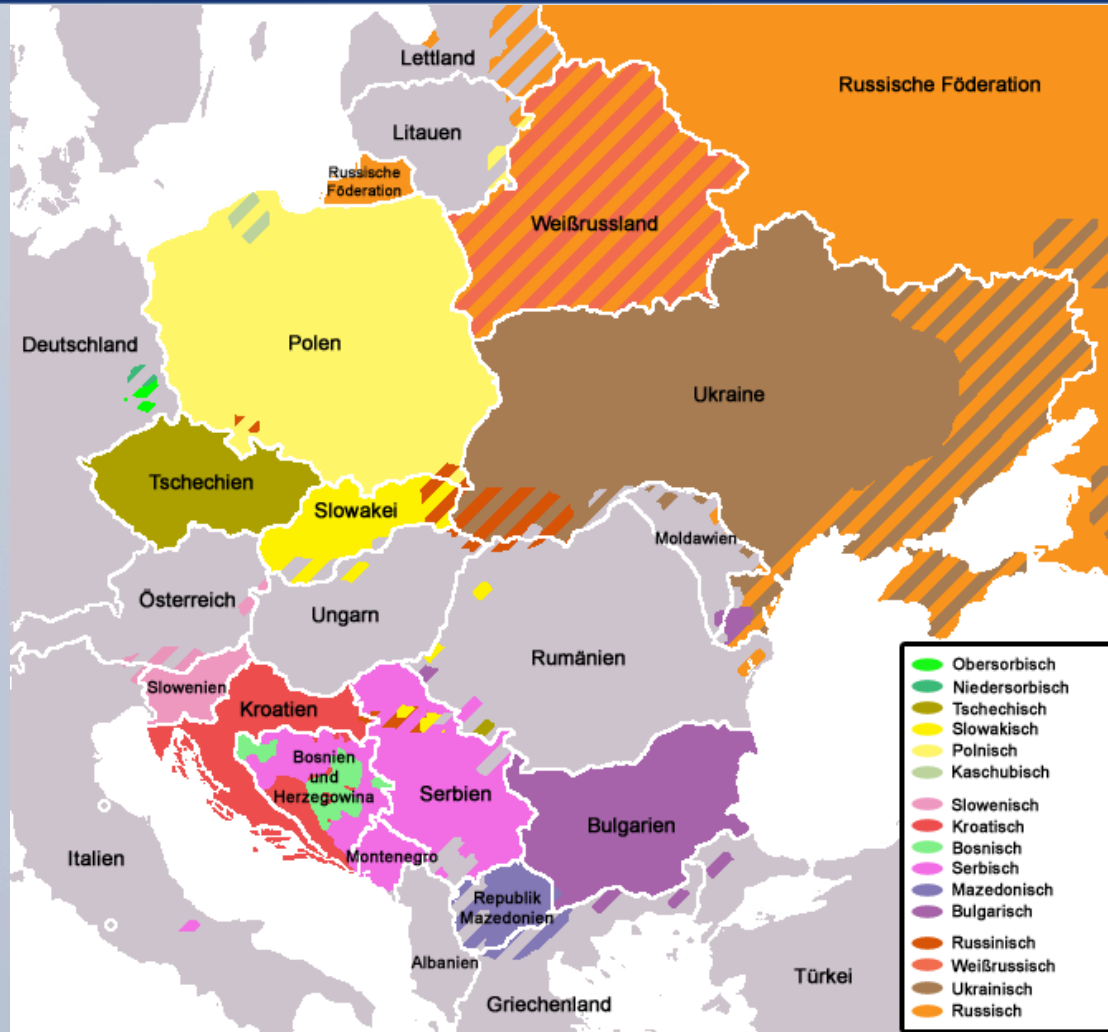 Lettland
Russische Föderation
Litauen
Russische
Föderation
Weißrussland
Deutschland
Polen
Ukraine
Tschechien
Slowakei
Moldawien
Österreich
Ungarn
Rumänien
Slowenien
Kroatien
Bosnien
und
Herzegowina
Serbien
Bulgarien
Italien
Montenegro
Republik
Mazedonien
Albanien
Türkei
Griechenland
Obersorbisch
Niedersorbisch
Tschechisch
Slowakisch
Polnisch
Kaschubisch
Slowenisch
Kroatisch
Bosnisch
Serbisch
Mazedonisch
Bulgarisch
Russinisch
Weißrussisch
Ukrainisch
Russisch